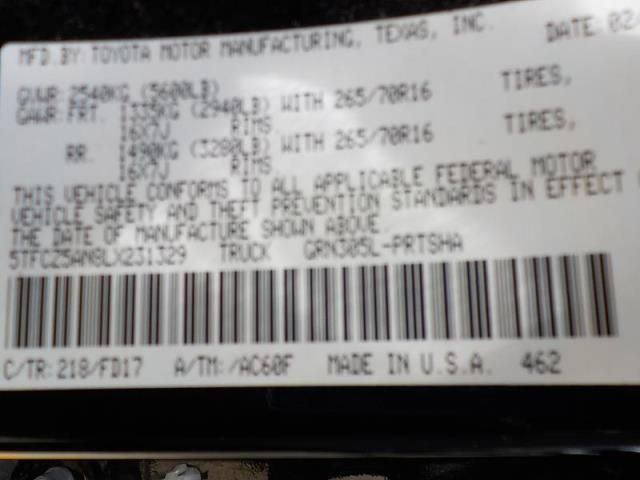 MFD.BY:TOYOTA MOTOR MANUFACTURING, TEXAS, INC. DATE:02
GVWR:2540KG (5600LB)
GAWR:FRT. 1335KG (2940LB) WITH 265/70R16 TIRES,
16X7J RIMS
RR. 1490KG (3280LB) WITH 265/70R16 TIRES,
16X7J RIMS
THIS VEHICLE CONFORMS TO ALL APPLICABLE FEDERAL MOTOR
VEHICLE SAFETY AND THEFT PREVENTION STANDARDS IN EFFECT
THE DATE OF MANUFACTURE SHOWN ABOVE.
5TFCZ5AN8LX231329 TRUCK GRN305L-PRTSHA
C/TR:218/FD17 A/TM:/AC60F MADE IN U.S.A. 462